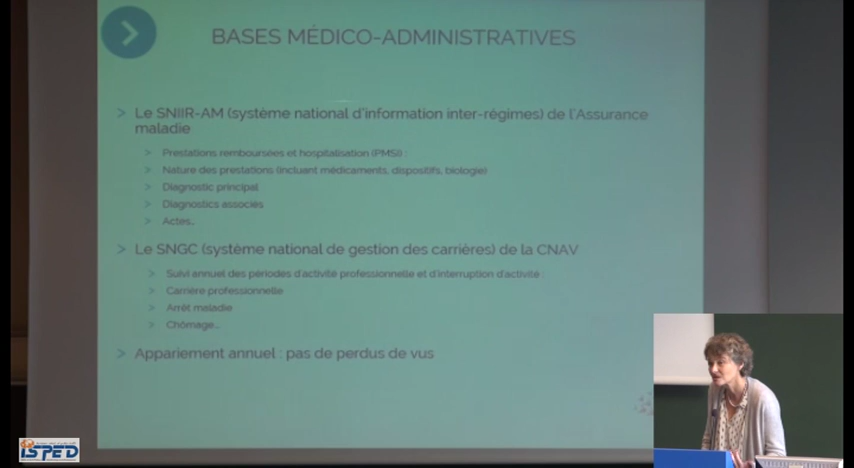 BASES MÉDICO-ADMINISTRATIVES
> Le SNIIR-AM (système national d'information inter-régimes) de l'Assurance
maladie
> Prestations remboursées et hospitalisation (PMSI) :
> Nature des prestations (incluant médicaments, dispositifs, biologie)
> Diagnostic principal
> Diagnostics associés
> Actes...
> Le SNGC (système national de gestion des carrières) de la CNAV
> Suivi annuel des périodes d'activité professionnelle et d'interruption d'activité :
> Carrière professionnelle
> Arrêt maladie
> Chômage...
> Appariement annuel : pas de perdus de vus
ISPED